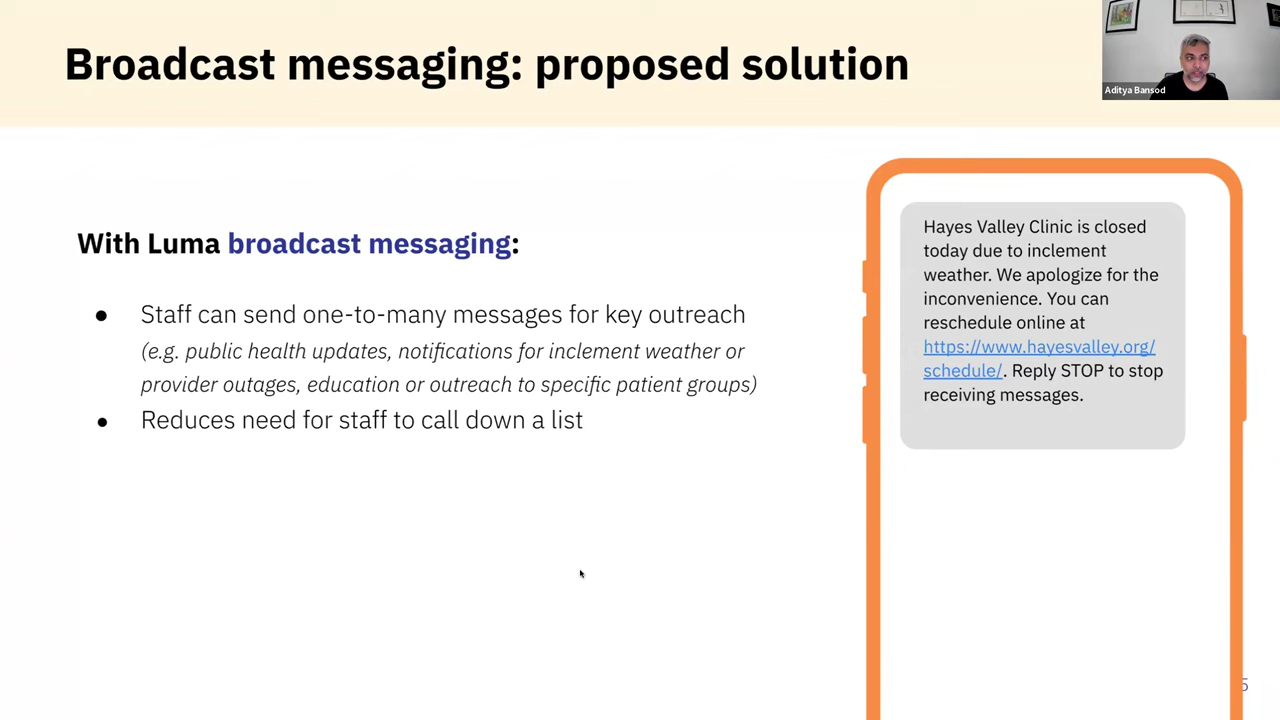 Broadcast messaging: proposed solution
Aditya Bansod
With Luma broadcast messaging:
● Staff can send one-to-many messages for key outreach
(e.g. public health updates, notifications for inclement weather or
provider outages, education or outreach to specific patient groups)
● Reduces need for staff to call down a list
Hayes Valley Clinic is closed
today due to inclement
weather. We apologize for the
inconvenience. You can
reschedule online at
https://www.hayesvalley.org/
schedule/. Reply STOP to stop
receiving messages.
5